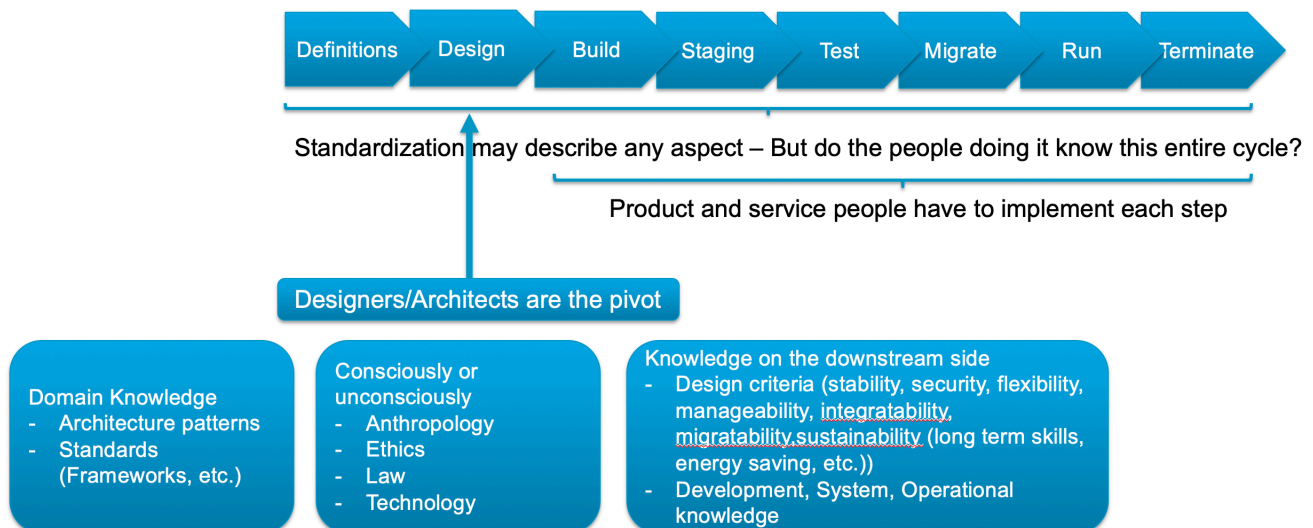 Definitions
Design
Build
Staging
Test
Migrate
Run
Terminate
Standardization may describe any aspect – But do the people doing it know this entire cycle?
Product and service people have to implement each step
Designers/Architects are the pivot
Domain Knowledge
- Architecture patterns
- Standards
(Frameworks, etc.)
Consciously or
unconsciously
- Anthropology
- Ethics
- Law
- Technology
Knowledge on the downstream side
- Design criteria (stability, security, flexibility,
manageability, integratability,
migratability,sustainability (long term skills,
energy saving, etc.))
- Development, System, Operational
knowledge